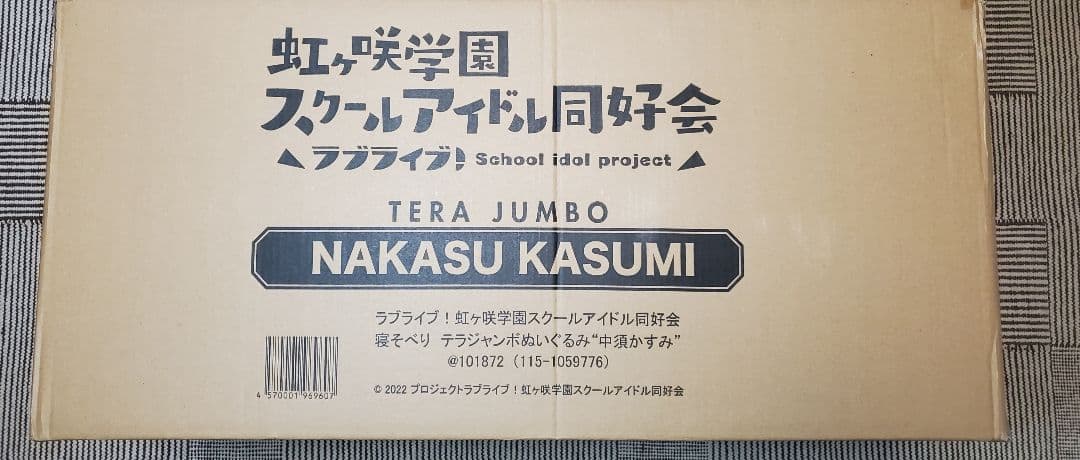 虹ヶ咲学園
スクールアイドル同好会
ラブライブ! School idol project
TERA JUMBO
NAKASU KASUMI
ラブライブ！虹ヶ咲学園スクールアイドル同好会
寝そべり テラジャンボぬいぐるみ“中須かすみ”
@101872 (115-1059776)
4 570001 969607
© 2022 プロジェクトラブライブ！虹ヶ咲学園スクールアイドル同好会